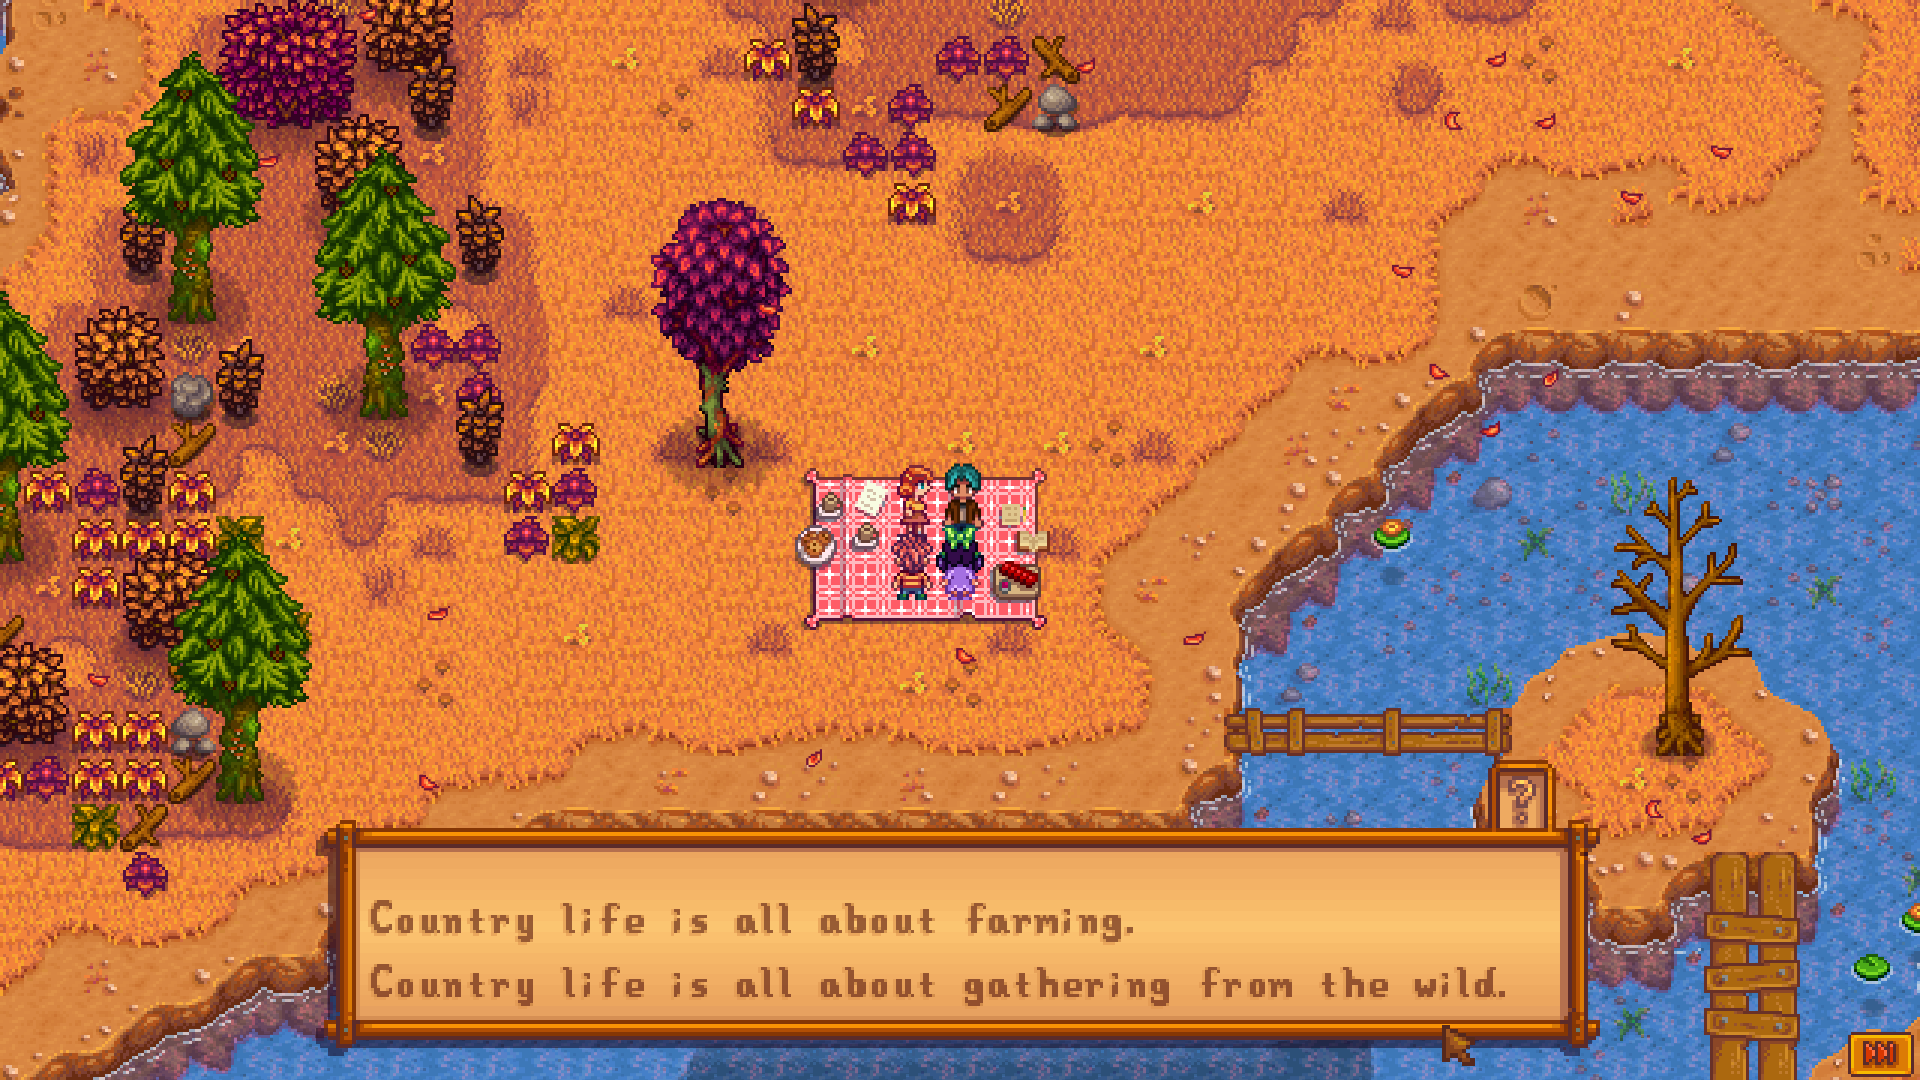 ?
Country life is all about farming.
Country life is all about gathering from the wild.